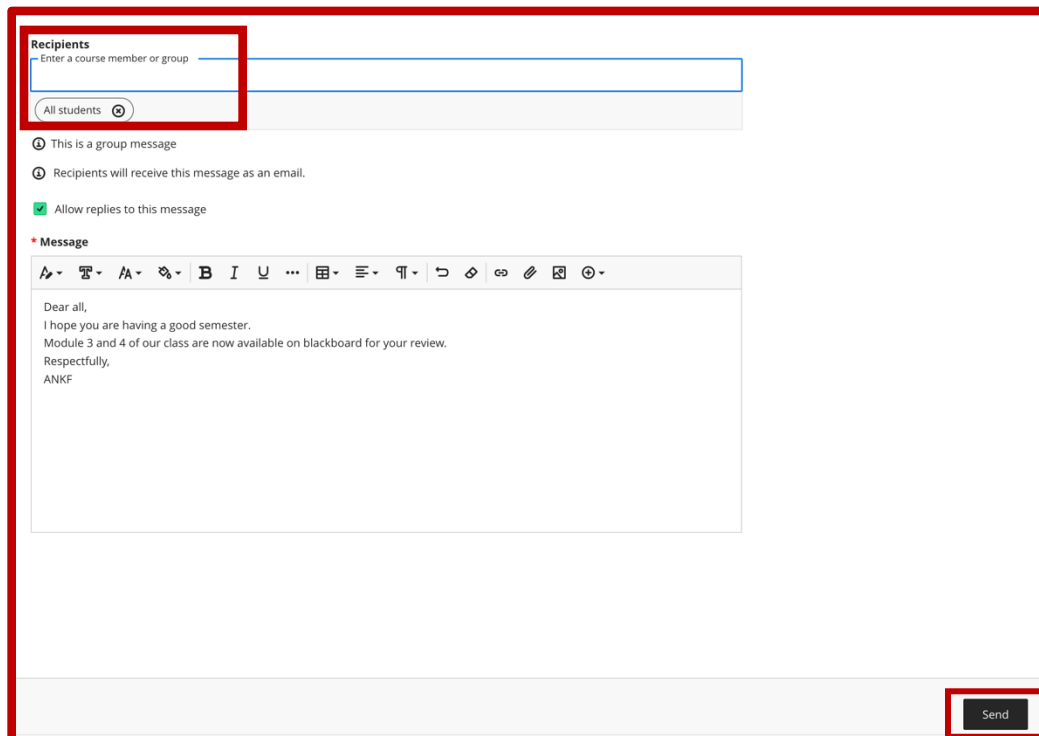 Recipients
Enter a course member or group
All students
This is a group message
Recipients will receive this message as an email.
Allow replies to this message
* Message
Dear all,
I hope you are having a good semester.
Module 3 and 4 of our class are now available on blackboard for your review.
Respectfully,
ANKF
Send